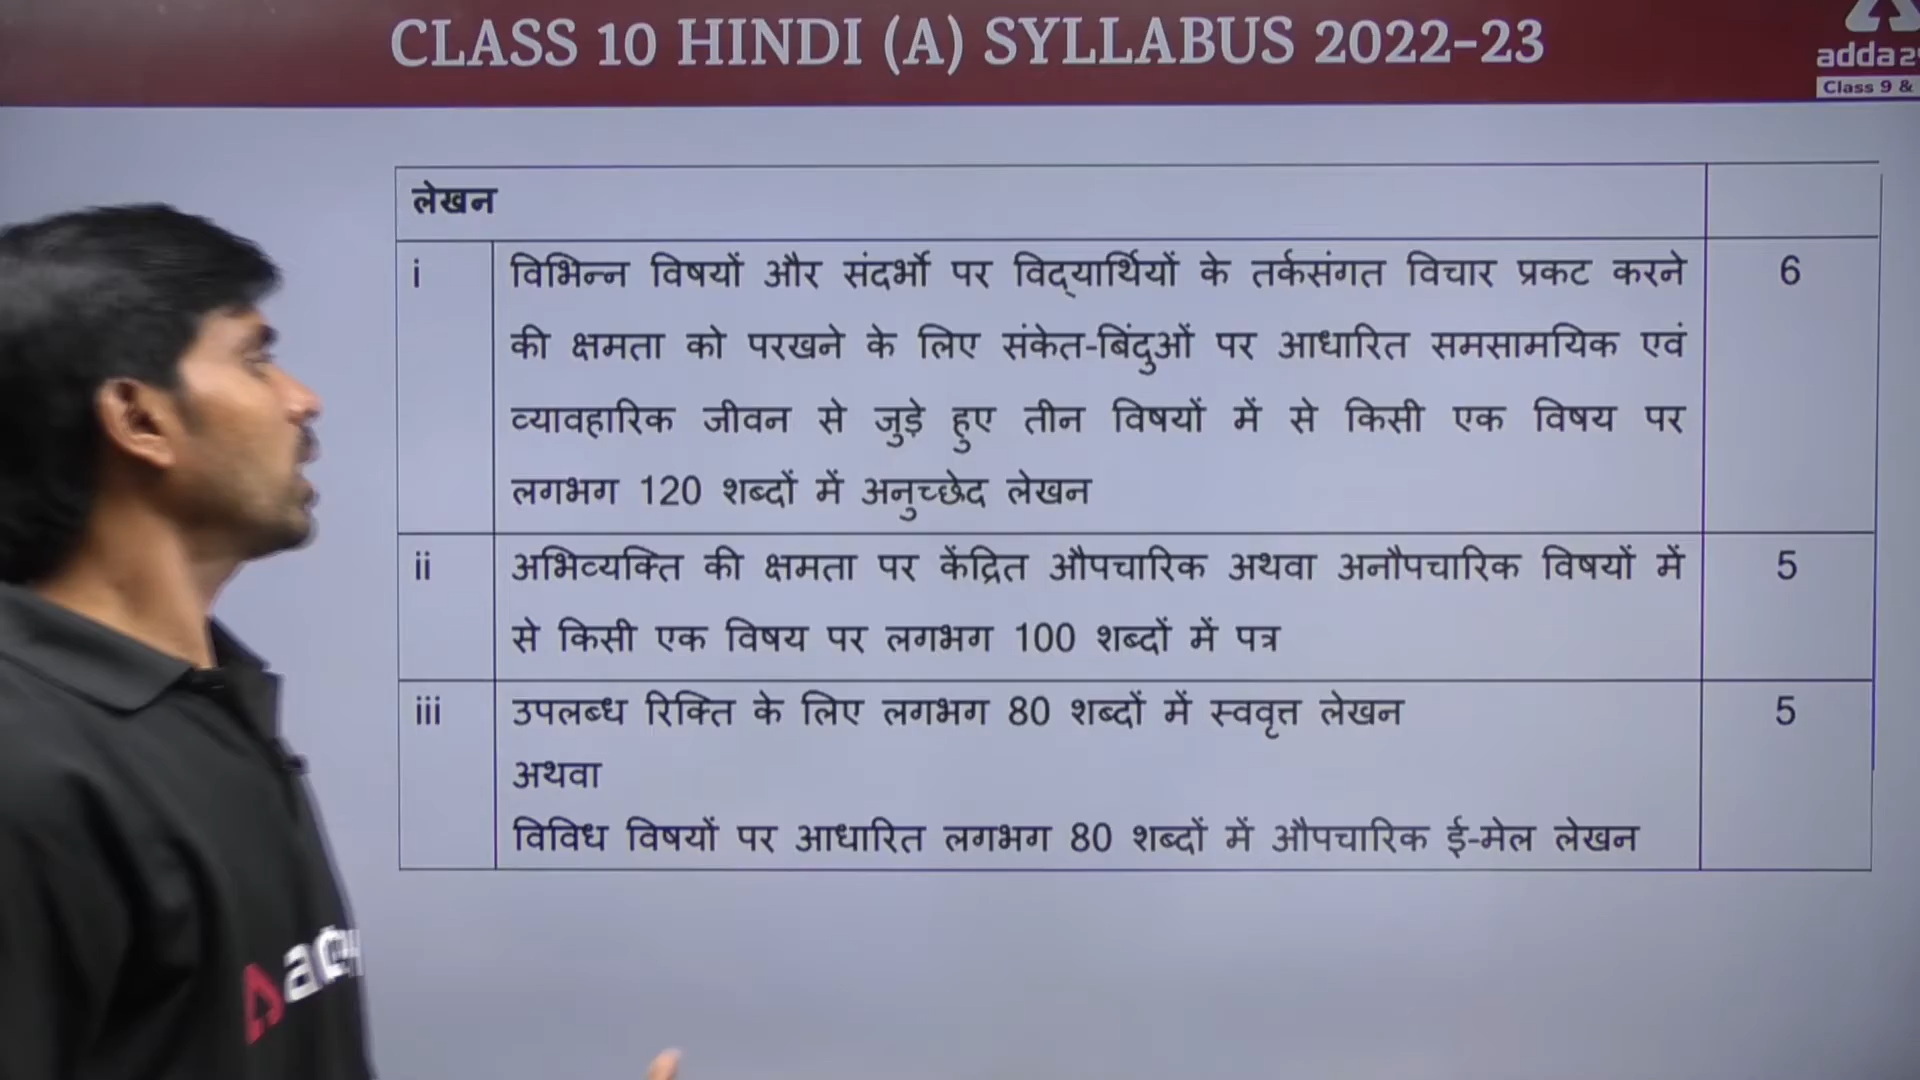 CLASS 10 HINDI (A) SYLLABUS 2022-23
adda2
Class 9 &
लेखन
i विभिन्न विषयों और संदर्भो पर विद्‌यार्थियों के तर्कसंगत विचार प्रकट करने 6
की क्षमता को परखने के लिए संकेत-बिंदुओं पर आधारित समसामयिक एवं
व्यावहारिक जीवन से जुड़े हुए तीन विषयों में से किसी एक विषय पर
लगभग 120 शब्दों में अनुच्छेद लेखन
ii अभिव्यक्ति की क्षमता पर केंद्रित औपचारिक अथवा अनौपचारिक विषयों में 5
से किसी एक विषय पर लगभग 100 शब्दों में पत्र
iii उपलब्ध रिक्ति के लिए लगभग 80 शब्दों में स्ववृत्त लेखन 5
अथवा
विविध विषयों पर आधारित लगभग 80 शब्दों में औपचारिक ई-मेल लेखन